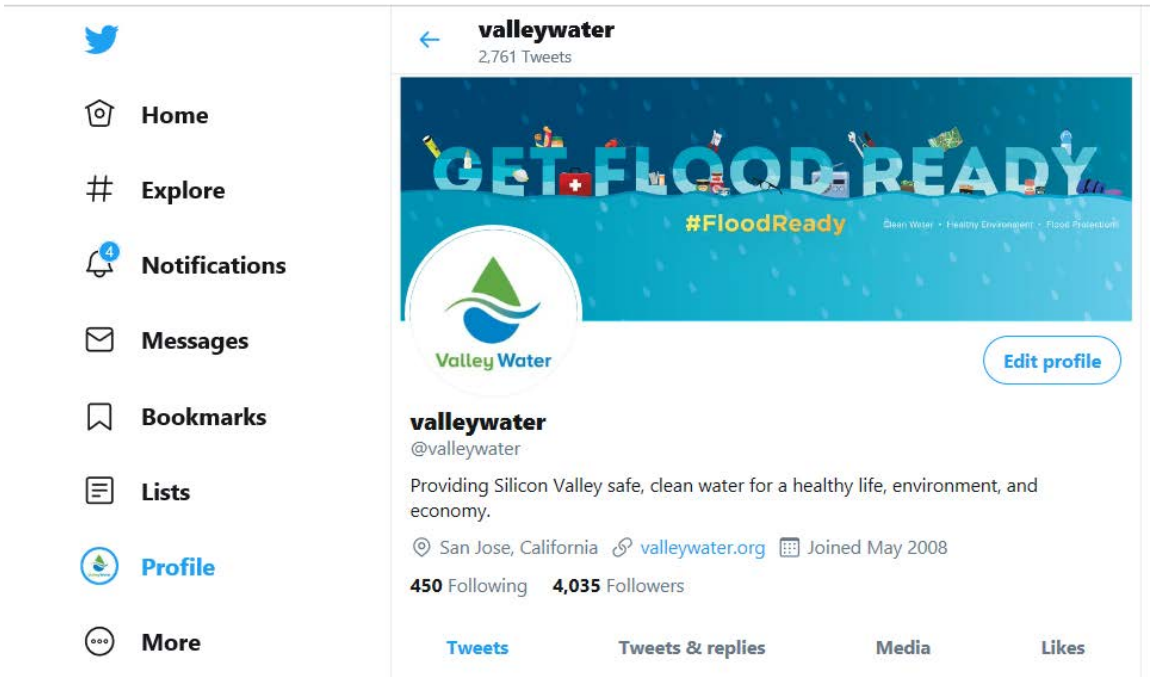 Home
Explore
4
Notifications
Messages
Bookmarks
Lists
Profile
More
valleywater
2,761 Tweets
GET FLOOD READY
#FloodReady
Clean Water • Healthy Environment • Flood Protection
Valley Water
Edit profile
valleywater
@valleywater
Providing Silicon Valley safe, clean water for a healthy life, environment, and
economy.
San Jose, California valleywater.org Joined May 2008
450 Following 4,035 Followers
Tweets Tweets & replies Media Likes